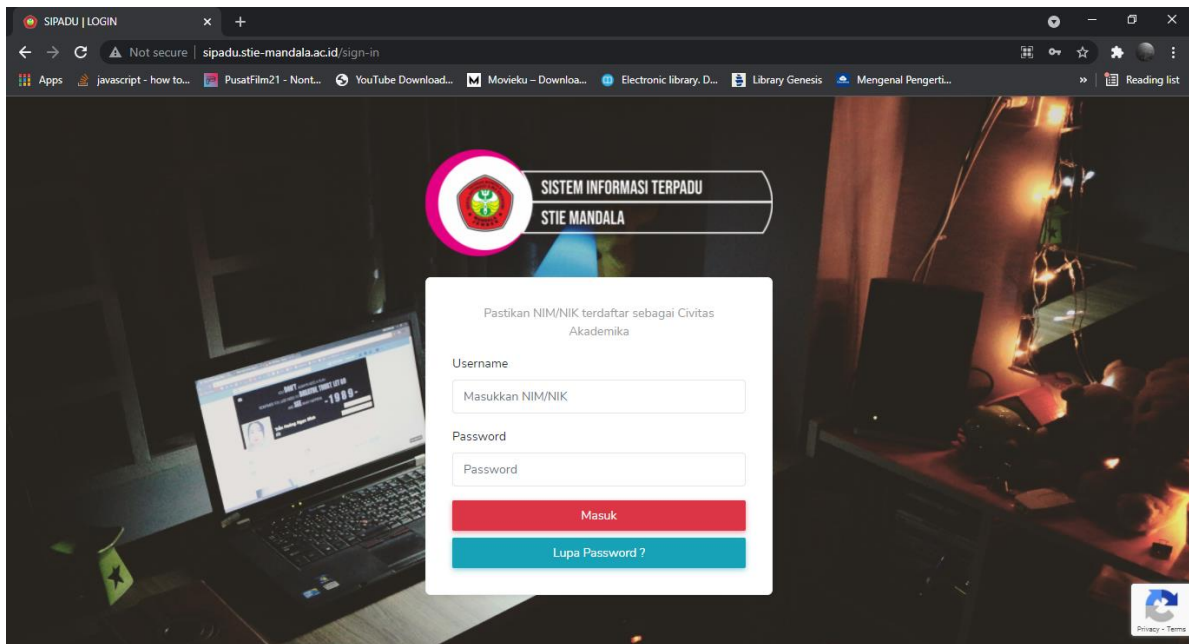 SIPADU | LOGIN
Not secure
sipadu.stie-mandala.ac.id/sign-in
Apps
javascript - how to...
PusatFilm21 - Nont...
YouTube Download...
Movieku – Downloa...
Electronic library. D...
Library Genesis
Mengenal Pengerti...
»
Reading list
SISTEM INFORMASI TERPADU
STIE MANDALA
Pastikan NIM/NIK terdaftar sebagai Civitas
Akademika
Username
Masukkan NIM/NIK
Password
Password
Masuk
Lupa Password ?
-1989-
Privacy - Terms